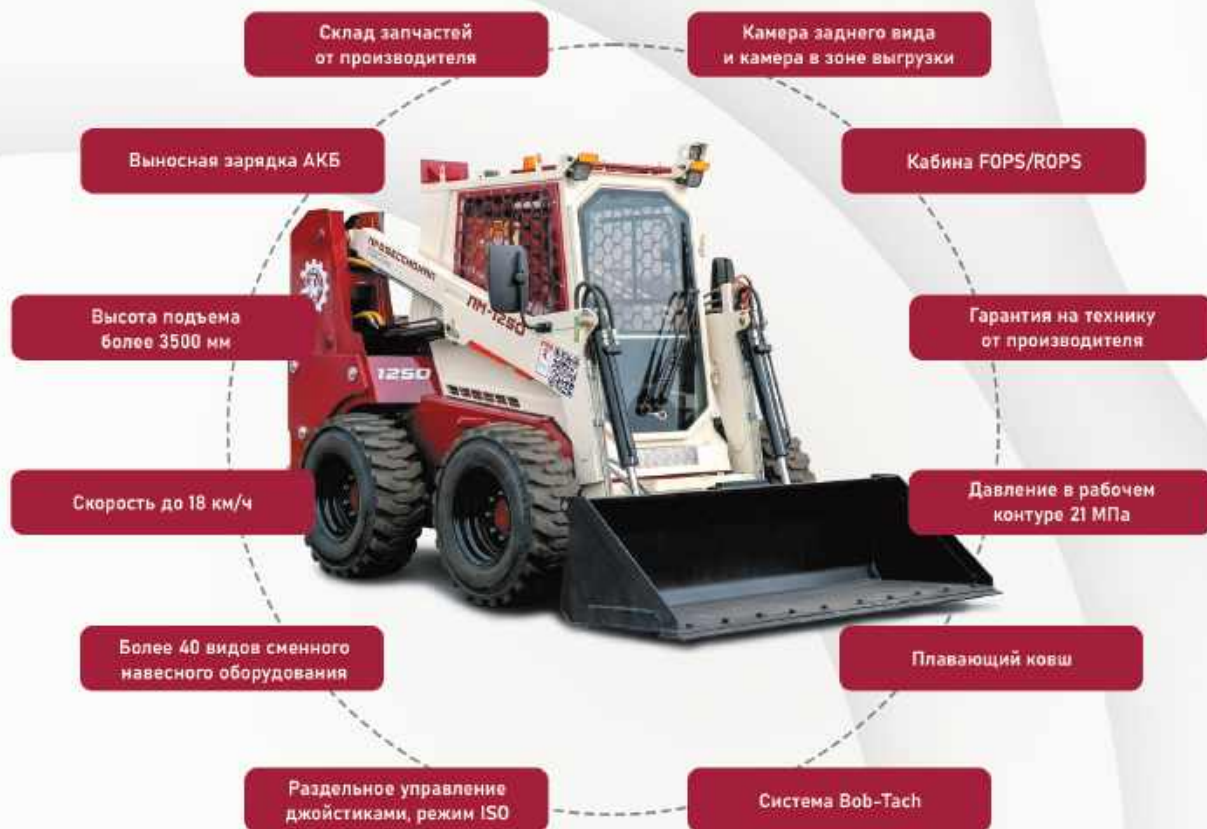 Склад запчастей
от производителя
Камера заднего вида
и камера в зоне выгрузки
Выносная зарядка АКБ
Кабина FOPS/ROPS
ПРОФЕССИОНАЛ
ПМ-1250
1250
Высота подъема
более 3500 мм
Гарантия на технику
от производителя
Скорость до 18 км/ч
Давление в рабочем
контуре 21 МПа
Более 40 видов сменного
навесного оборудования
Плавающий ковш
Раздельное управление
джойстиками, режим ISO
Система Bob-Tach